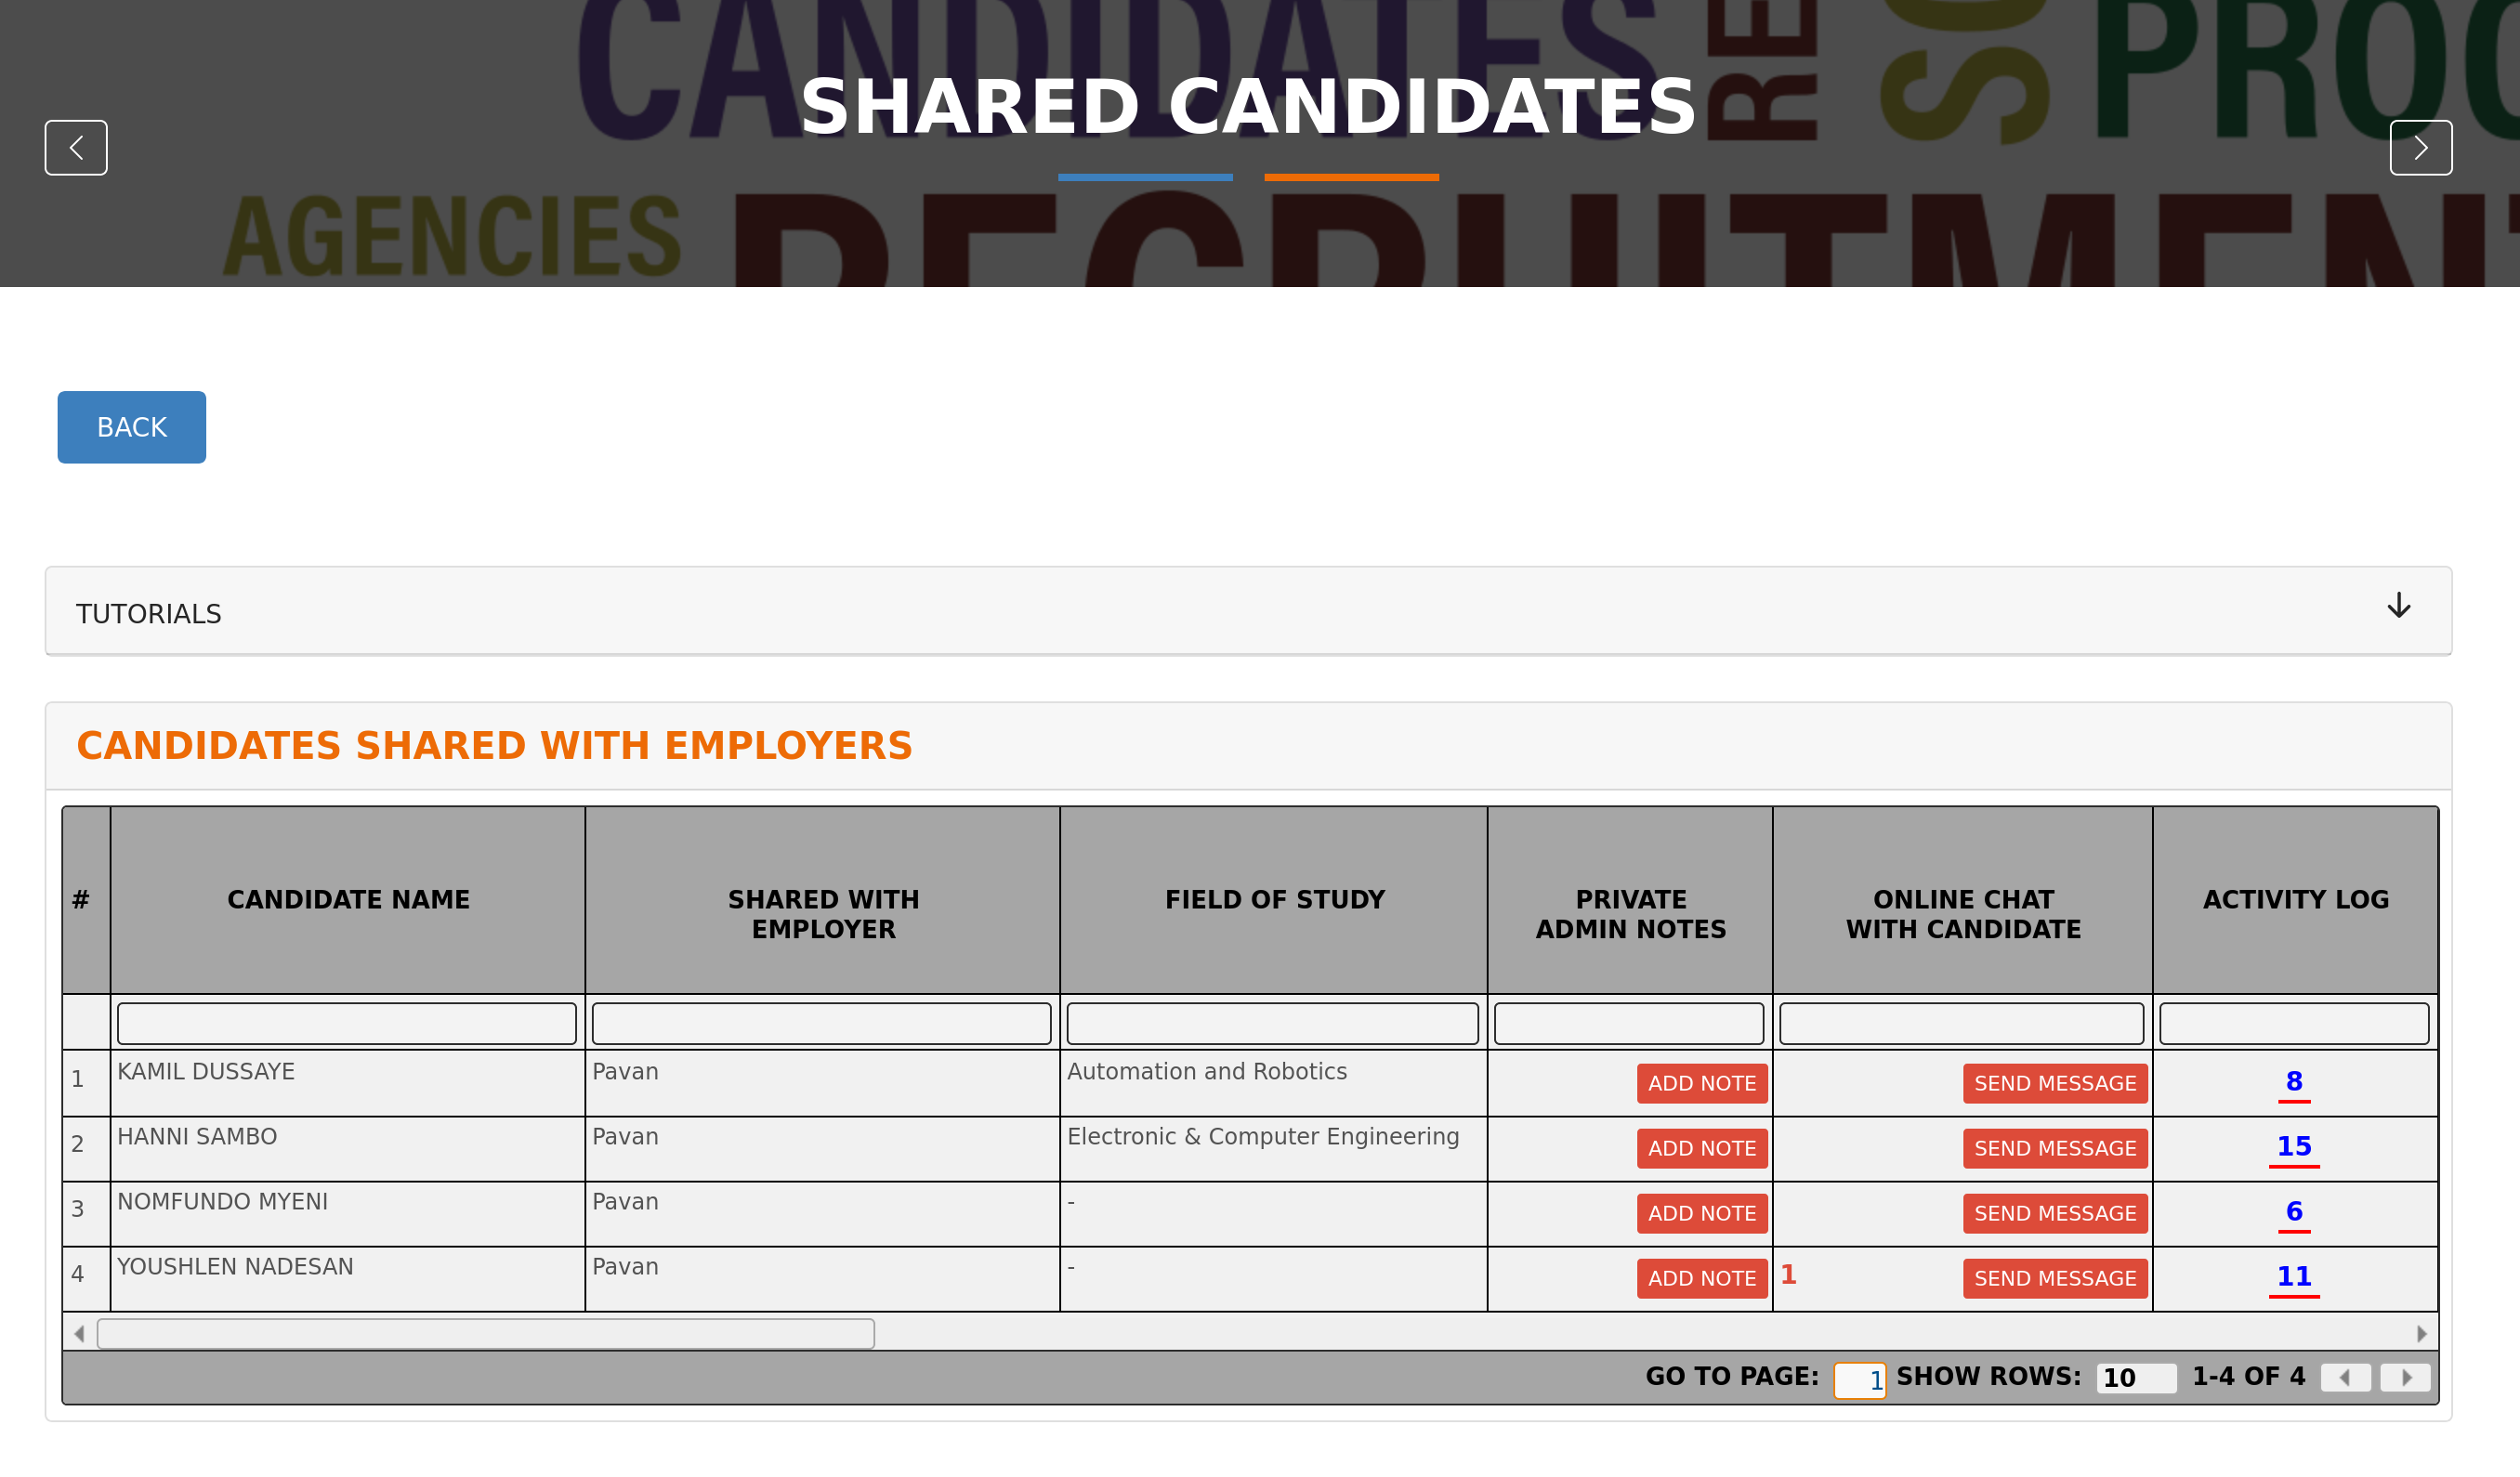 CANDIDATES
SHARED CANDIDATES
AGENCIES
BACK
TUTORIALS
CANDIDATES SHARED WITH EMPLOYERS
# CANDIDATE NAME SHARED WITH EMPLOYER FIELD OF STUDY PRIVATE ADMIN NOTES ONLINE CHAT WITH CANDIDATE ACTIVITY LOG
1 KAMIL DUSSAYE Pavan Automation and Robotics ADD NOTE SEND MESSAGE 8
2 HANNI SAMBO Pavan Electronic & Computer Engineering ADD NOTE SEND MESSAGE 15
3 NOMFUNDO MYENI Pavan - ADD NOTE SEND MESSAGE 6
4 YOUSHLEN NADESAN Pavan - ADD NOTE 1 SEND MESSAGE 11
GO TO PAGE: 1 SHOW ROWS: 10 1-4 OF 4